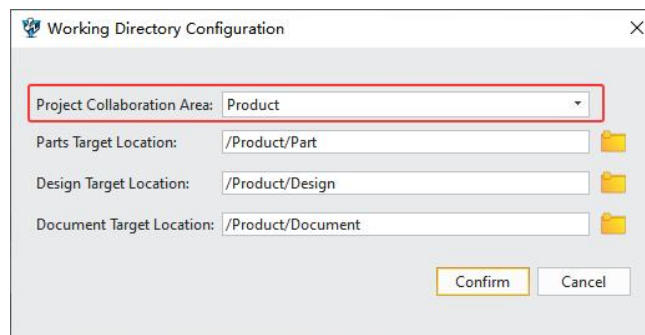 Working Directory Configuration
Project Collaboration Area: Product
Parts Target Location: /Product/Part
Design Target Location: /Product/Design
Document Target Location: /Product/Document
Confirm Cancel